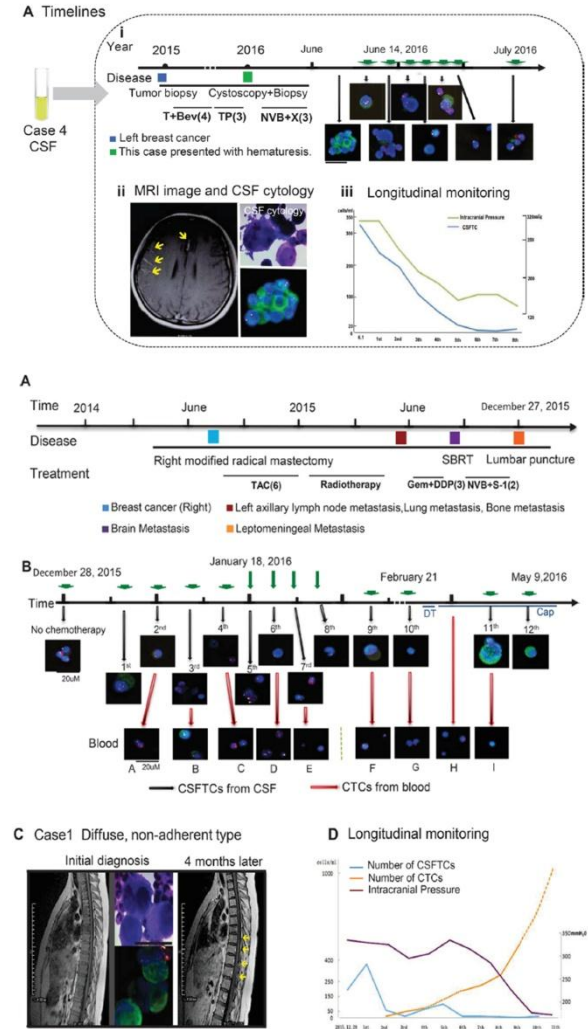 A Timelines
i
Year
2015
2016
June
June 14, 2016
July 2016
Disease
Tumor biopsy
Cystoscopy+Biopsy
T+Bev(4)
TP(3)
NVB+X(3)
Case 4
CSF
Left breast cancer
This case presented with hematuresis.
ii MRI image and CSF cytology
CSF cytology
iii Longitudinal monitoring
cells/ml
Intracranial Pressure
CSFTC
A
Time
2014
June
2015
June
December 27, 2015
Disease
Right modified radical mastectomy
SBRT
Lumbar puncture
Treatment
TAC(6)
Radiotherapy
Gem+DDP(3)
NVB+S-1(2)
Breast cancer (Right)
Left axillary lymph node metastasis,Lung metastasis, Bone metastasis
Brain Metastasis
Leptomeningeal Metastasis
B
December 28, 2015
January 18, 2016
February 21
May 9,2016
Time
DT
Cap
No chemotherapy
20uM
1st
2nd
3rd
4th
5th
6th
7rd
8th
9th
10th
11th
12th
Blood
A
20uM
B
C
D
E
F
G
H
I
CSFTCs from CSF
CTCs from blood
C Case1 Diffuse, non-adherent type
Initial diagnosis
4 months later
D Longitudinal monitoring
cells/ml
Number of CSFTCs
Number of CTCs
Intracranial Pressure